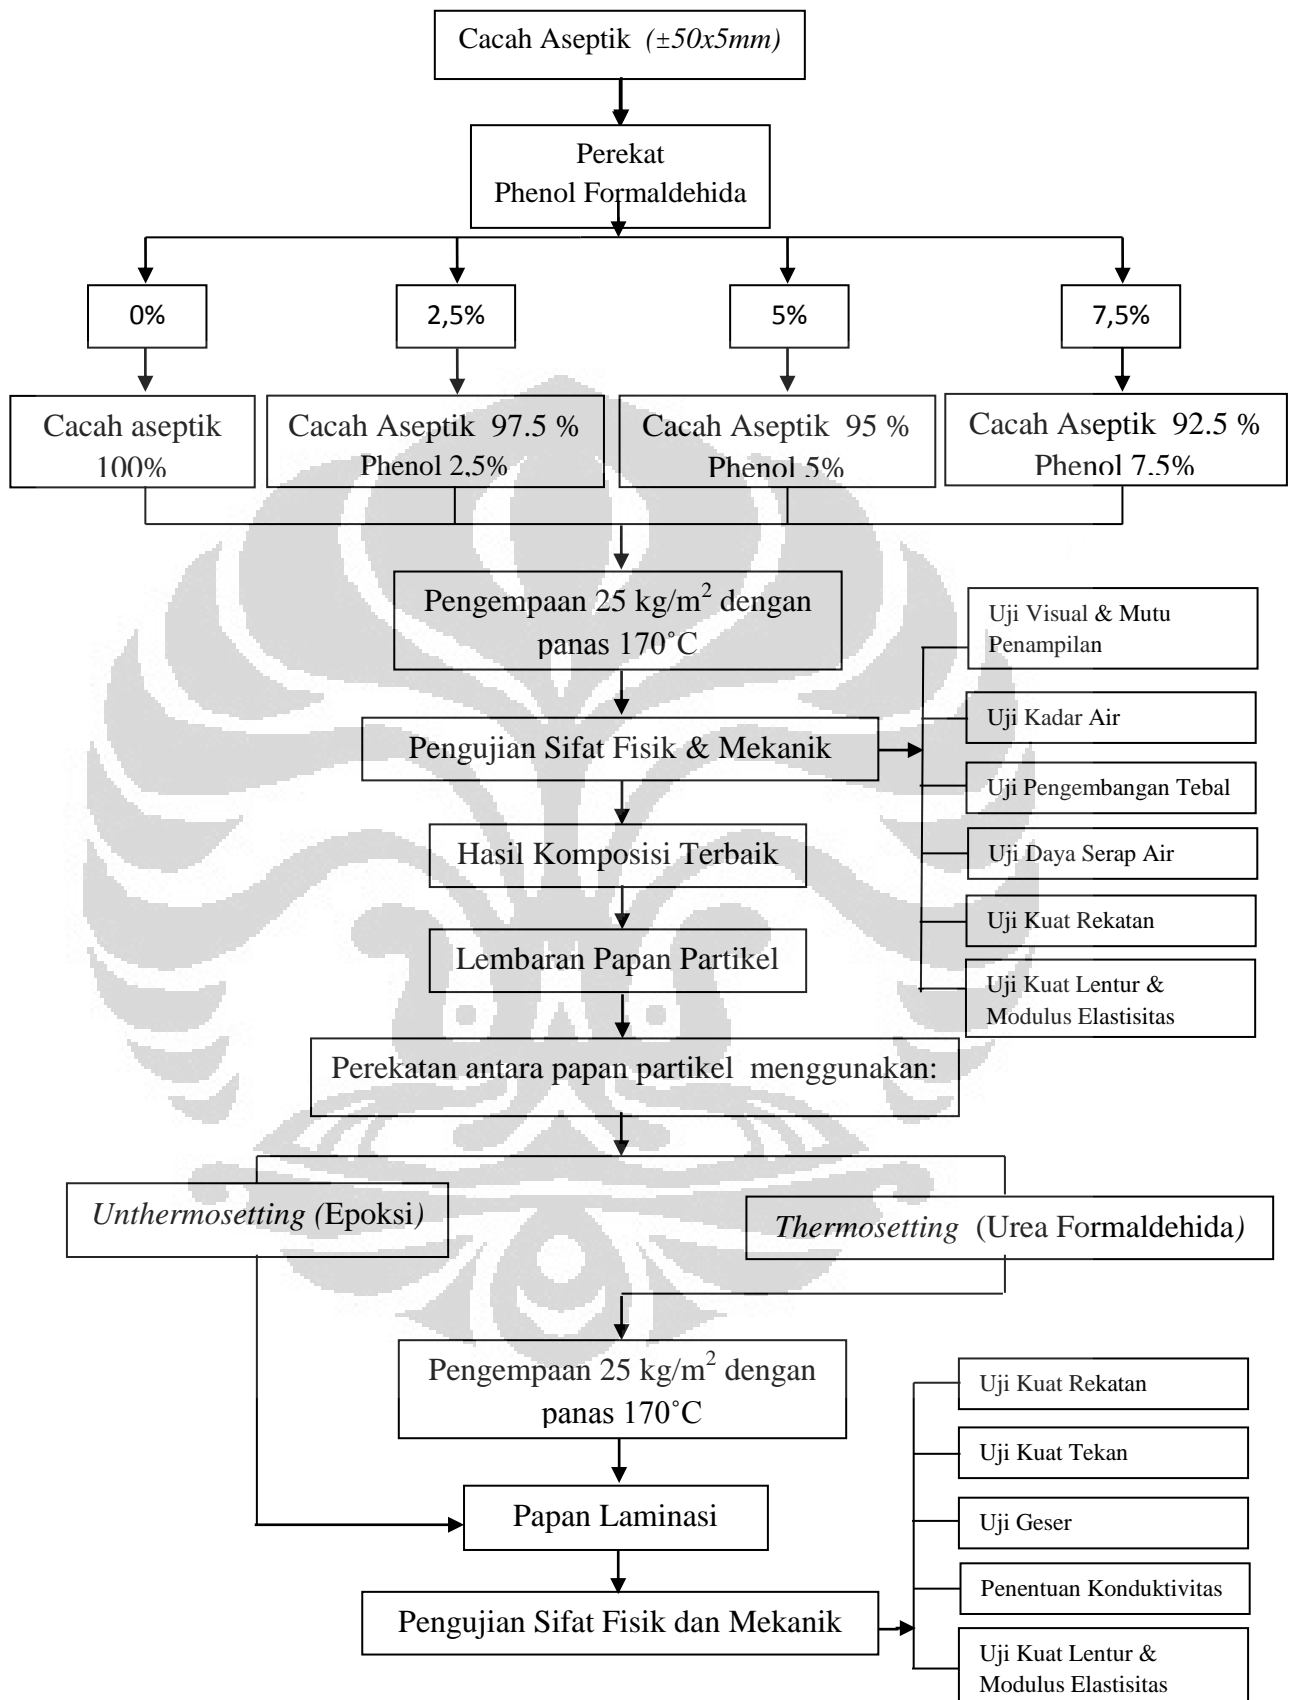 Cacah Aseptik (±50x5mm)
Perekat
Phenol Formaldehida
0%
2,5%
5%
7,5%
Cacah aseptik
100%
Cacah Aseptik 97.5 %
Phenol 2,5%
Cacah Aseptik 95 %
Phenol 5%
Cacah Aseptik 92.5 %
Phenol 7.5%
Pengempaan 25 kg/m² dengan
panas 170˚C
Pengujian Sifat Fisik & Mekanik
Uji Visual & Mutu
Penampilan
Uji Kadar Air
Uji Pengembangan Tebal
Uji Daya Serap Air
Uji Kuat Rekatan
Uji Kuat Lentur &
Modulus Elastisitas
Hasil Komposisi Terbaik
Lembaran Papan Partikel
Perekatan antara papan partikel menggunakan:
Unthermosetting (Epoksi)
Thermosetting (Urea Formaldehida)
Pengempaan 25 kg/m² dengan
panas 170˚C
Papan Laminasi
Pengujian Sifat Fisik dan Mekanik
Uji Kuat Rekatan
Uji Kuat Tekan
Uji Geser
Penentuan Konduktivitas
Uji Kuat Lentur &
Modulus Elastisitas